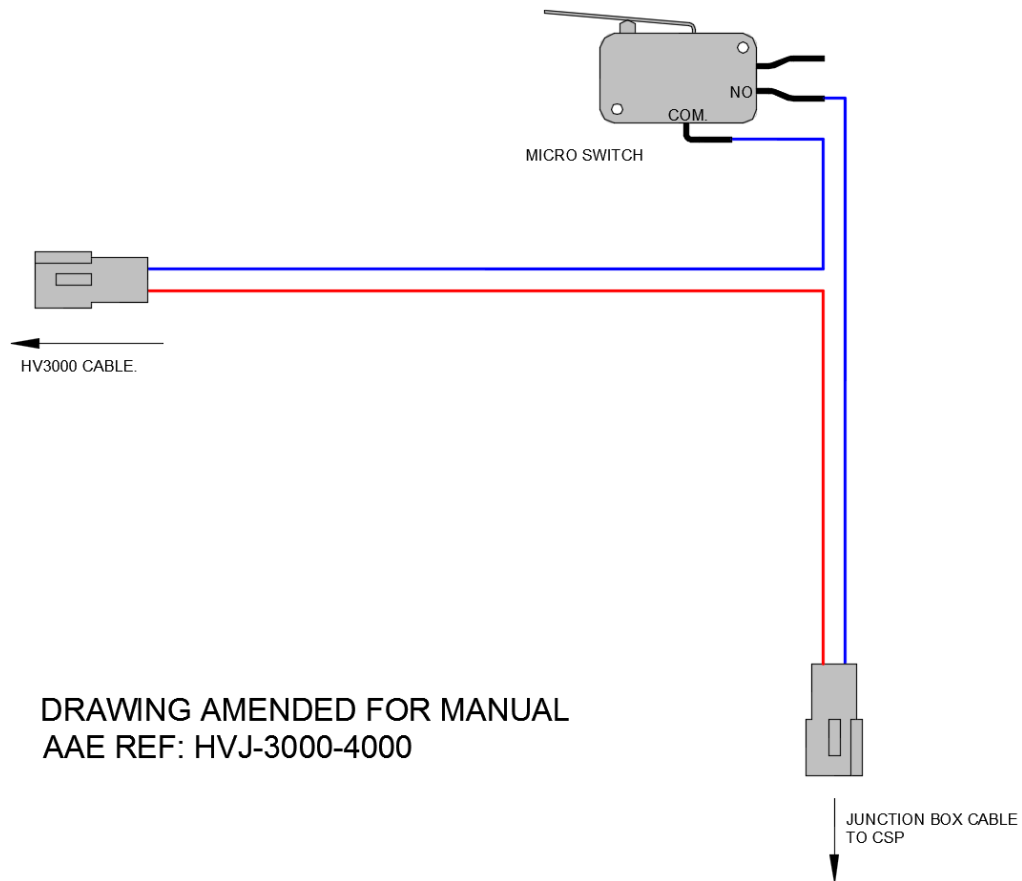 NO
COM.
MICRO SWITCH
HV3000 CABLE.
DRAWING AMENDED FOR MANUAL
AAE REF: HVJ-3000-4000
JUNCTION BOX CABLE
TO CSP